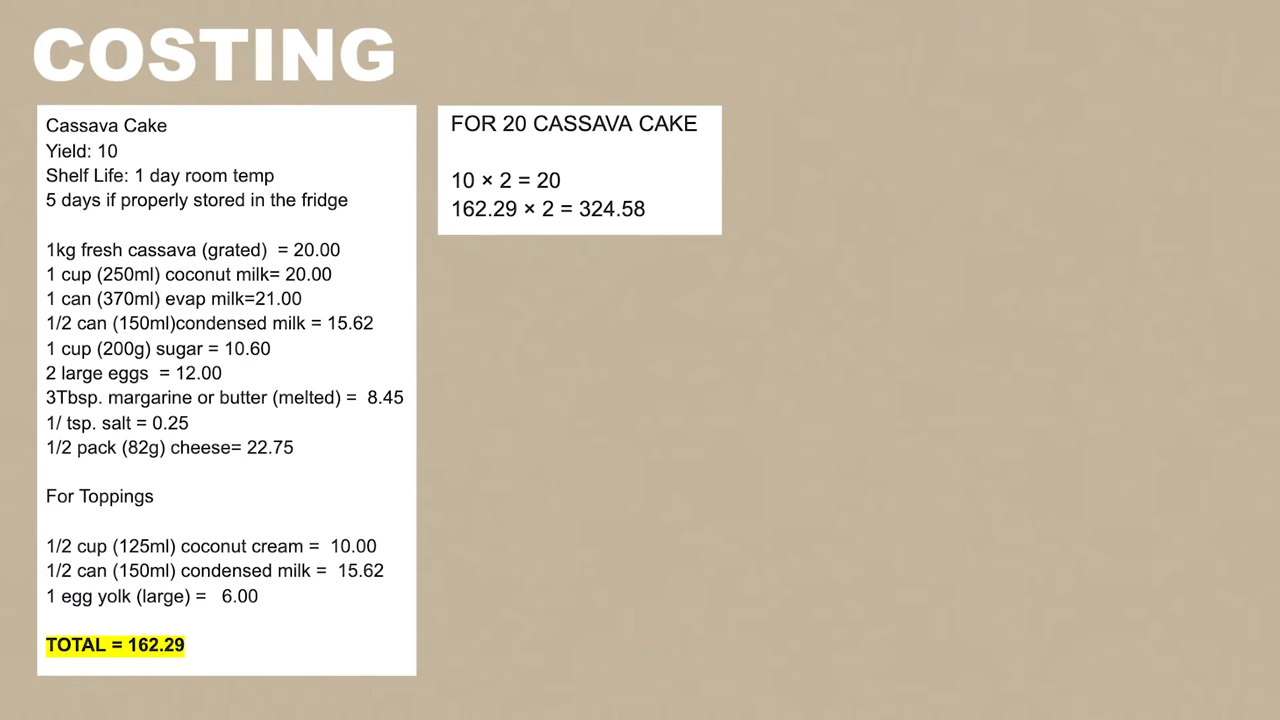 COSTING
Cassava Cake
Yield: 10
Shelf Life: 1 day room temp
5 days if properly stored in the fridge
1kg fresh cassava (grated)  = 20.00
1 cup (250ml) coconut milk= 20.00
1 can (370ml) evap milk=21.00
1/2 can (150ml)condensed milk = 15.62
1 cup (200g) sugar = 10.60
2 large eggs  = 12.00
3Tbsp. margarine or butter (melted) =  8.45
1/ tsp. salt = 0.25
1/2 pack (82g) cheese= 22.75
For Toppings
1/2 cup (125ml) coconut cream =  10.00
1/2 can (150ml) condensed milk =  15.62
1 egg yolk (large) =   6.00
TOTAL = 162.29
FOR 20 CASSAVA CAKE
10 × 2 = 20
162.29 × 2 = 324.58